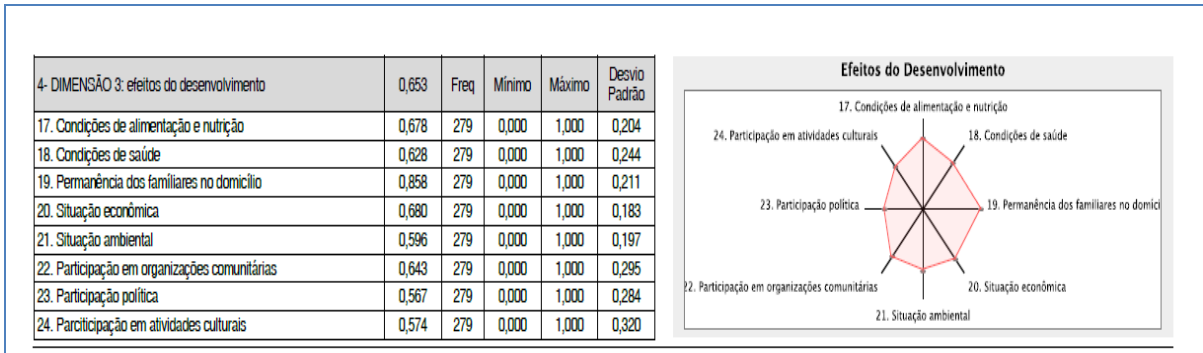 4- DIMENSÃO 3: efeitos do desenvolvimento 0,653 Freq Mínimo Máximo Desvio Padrão
17. Condições de alimentação e nutrição 0,678 279 0,000 1,000 0,204
18. Condições de saúde 0,628 279 0,000 1,000 0,244
19. Permanência dos famíliares no domicílio 0,858 279 0,000 1,000 0,211
20. Situação econômica 0,680 279 0,000 1,000 0,183
21. Situação ambiental 0,596 279 0,000 1,000 0,197
22. Participação em organizações comunitárias 0,643 279 0,000 1,000 0,295
23. Participação política 0,567 279 0,000 1,000 0,284
24. Parciticipação em atividades culturais 0,574 279 0,000 1,000 0,320
Efeitos do Desenvolvimento
17. Condições de alimentação e nutrição
24. Participação em atividades culturais
18. Condições de saúde
23. Participação política
19. Permanência dos familiares no domici
22. Participação em organizações comunitárias
20. Situação econômica
21. Situação ambiental